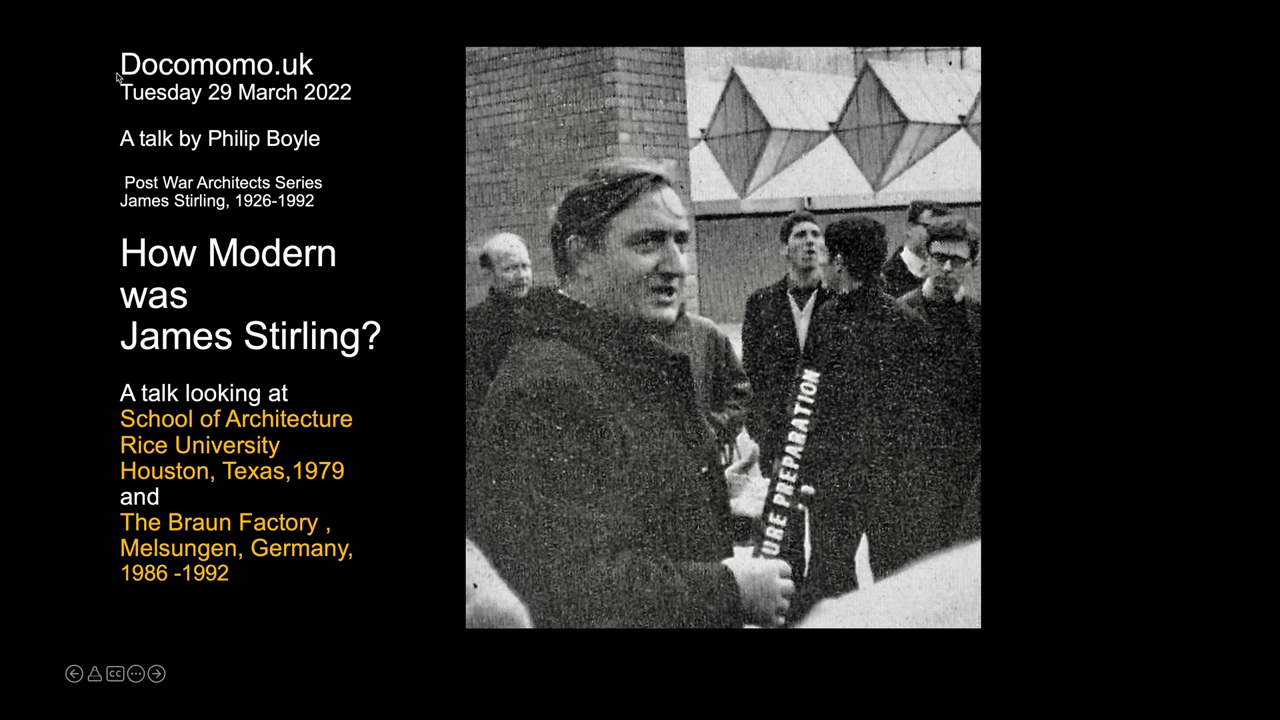 Docomomo.uk
Tuesday 29 March 2022
A talk by Philip Boyle
Post War Architects Series
James Stirling, 1926-1992
How Modern
was
James Stirling?
A talk looking at
School of Architecture
Rice University
Houston, Texas,1979
and
The Braun Factory ,
Melsungen, Germany,
1986 -1992
URE PREPARATION
CC